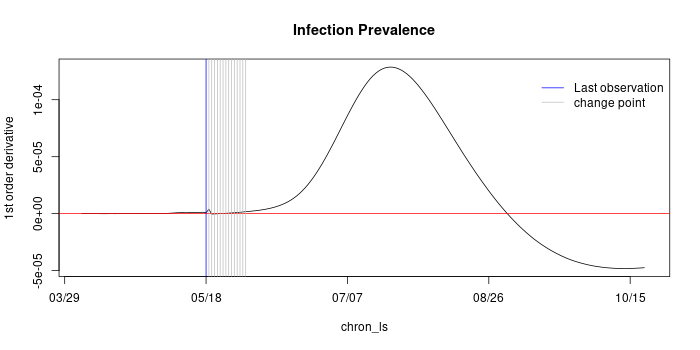 Infection Prevalence
Last observation
change point
1st order derivative
1e-04
5e-05
0e+00
-5e-05
03/29 05/18 07/07 08/26 10/15
chron_ls